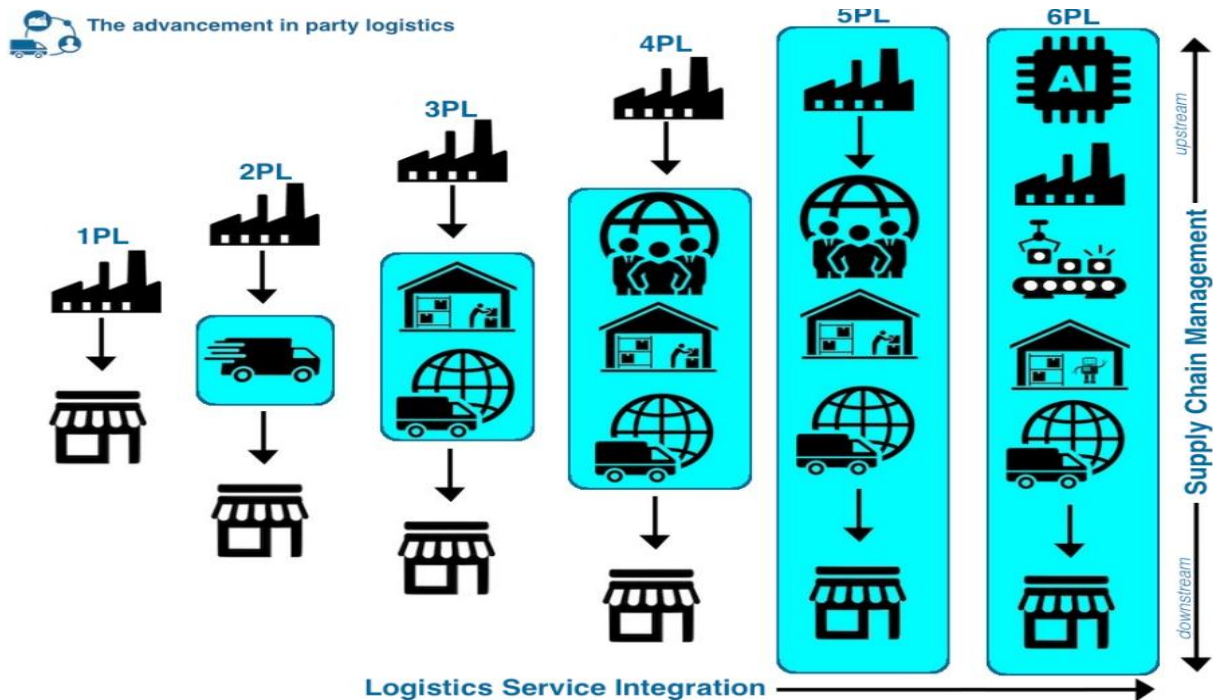 The advancement in party logistics
1PL
2PL
3PL
4PL
5PL
6PL
AI
upstream
Supply Chain Management
downstream
Logistics Service Integration